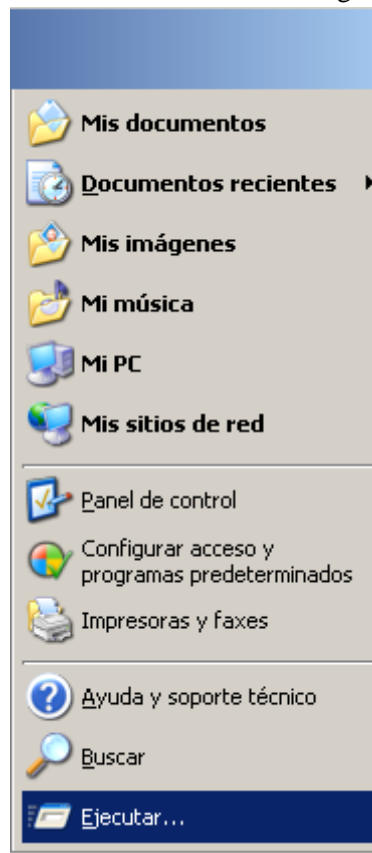 Mis documentos
Documentos recientes
Mis imágenes
Mi música
Mi PC
Mis sitios de red
Panel de control
Configurar acceso y
programas predeterminados
Impresoras y faxes
Ayuda y soporte técnico
Buscar
Ejecutar...